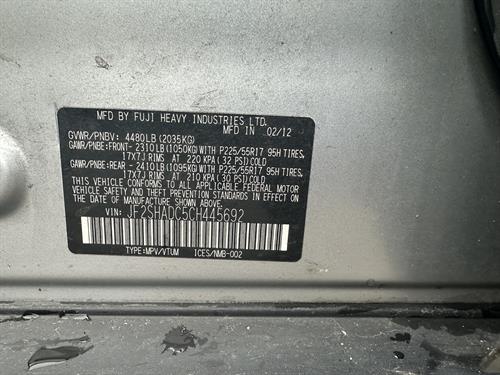 MFD BY FUJI HEAVY INDUSTRIES LTD.
MFD IN 02/12
GVWR/PNBV: 4480LB (2035KG)
GAWR/PNBE:FRONT- 2310LB(1050KG)WITH P225/55R17 95H TIRES,
17X7J RIMS AT 220 KPA (32 PSI)COLD
GAWR/PNBE:REAR - 2410LB(1095KG)WITH P225/55R17 95H TIRES,
17X7J RIMS AT 210 KPA (30 PSI)COLD
THIS VEHICLE CONFORMS TO ALL APPLICABLE FEDERAL MOTOR
VEHICLE SAFETY AND THEFT PREVENTION STANDARDS IN EFFECT ON
THE DATE OF MANUFACTURE SHOWN ABOVE.
VIN: JF2SHADC5CH445692
TYPE:MPV/VTUM ICES/NMB-002